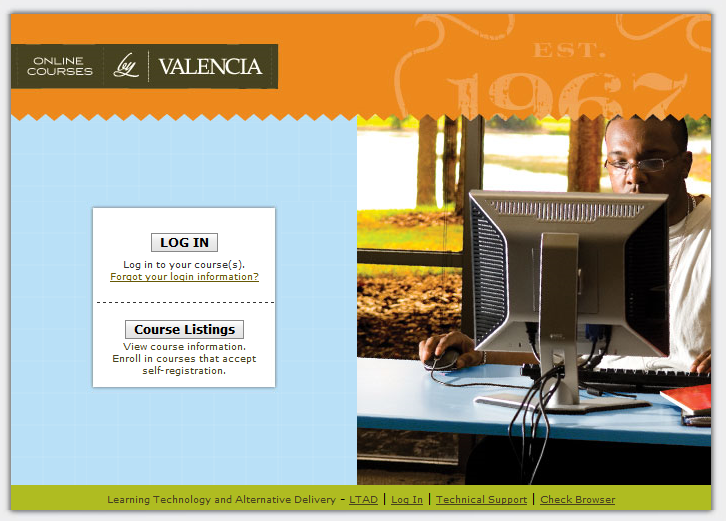 EST.
1967
ONLINE
COURSES by VALENCIA
LOG IN
Log in to your course(s).
Forgot your login information?
Course Listings
View course information.
Enroll in courses that accept
self-registration.
Learning Technology and Alternative Delivery - LTAD | Log In | Technical Support | Check Browser